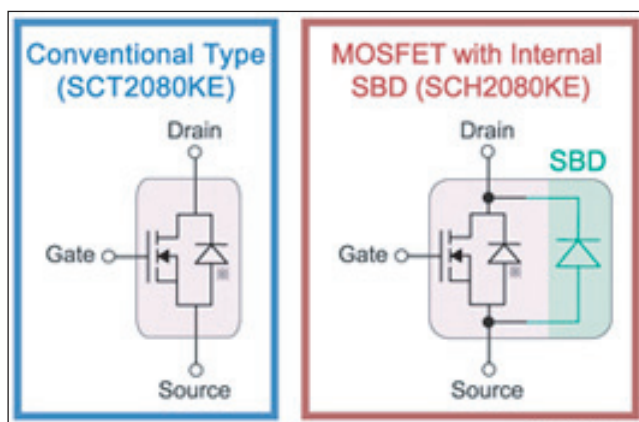 Conventional Type
(SCT2080KE)
Drain
Gate
Source
MOSFET with Internal
SBD (SCH2080KE)
Drain
SBD
Gate
Source